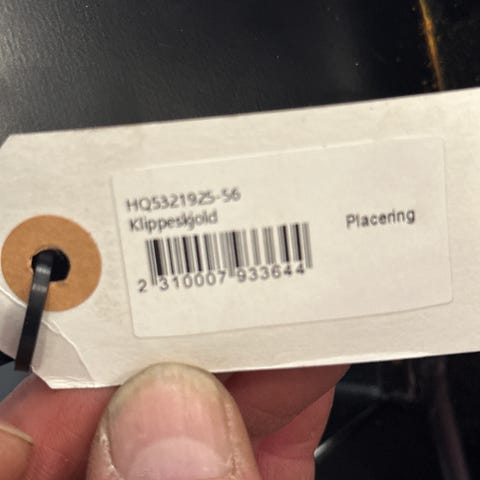 HQ5321925-56
Klippeskjold
Placering
2 310007 933644